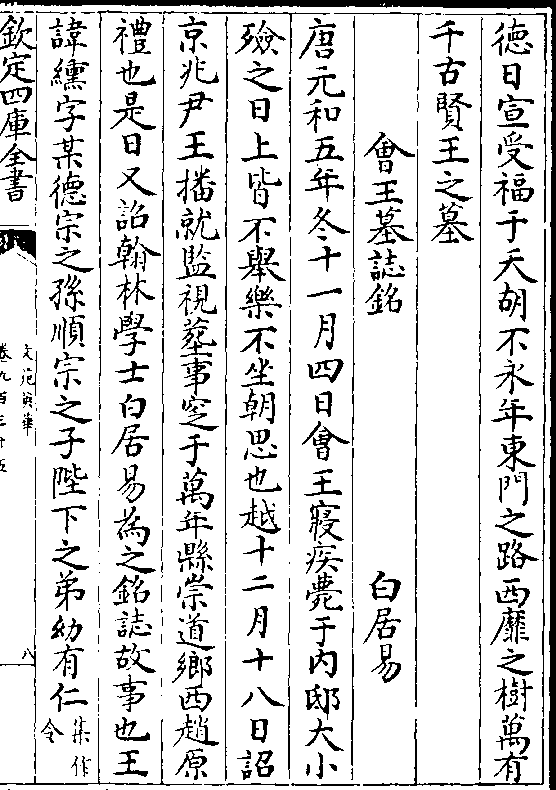 德日宣受福于天胡不永年東門之路西靡之樹萬有
千古賢王之墓
會王墓誌銘 白居易
唐元和五年冬十一月四日會王寢疾薨于内邸大小
殮之日上皆不舉樂不坐朝思也越十二月十八日詔
京兆尹王播就監視塟事窆于萬年縣崇道鄉西趙原
禮也是日又詔翰林學士白居易為之銘誌故事也王
諱纁字某德宗之孫順宗之子陛下之弟幼有仁集作令
欽定四庫全書
文苑英華
卷九百三十五
八